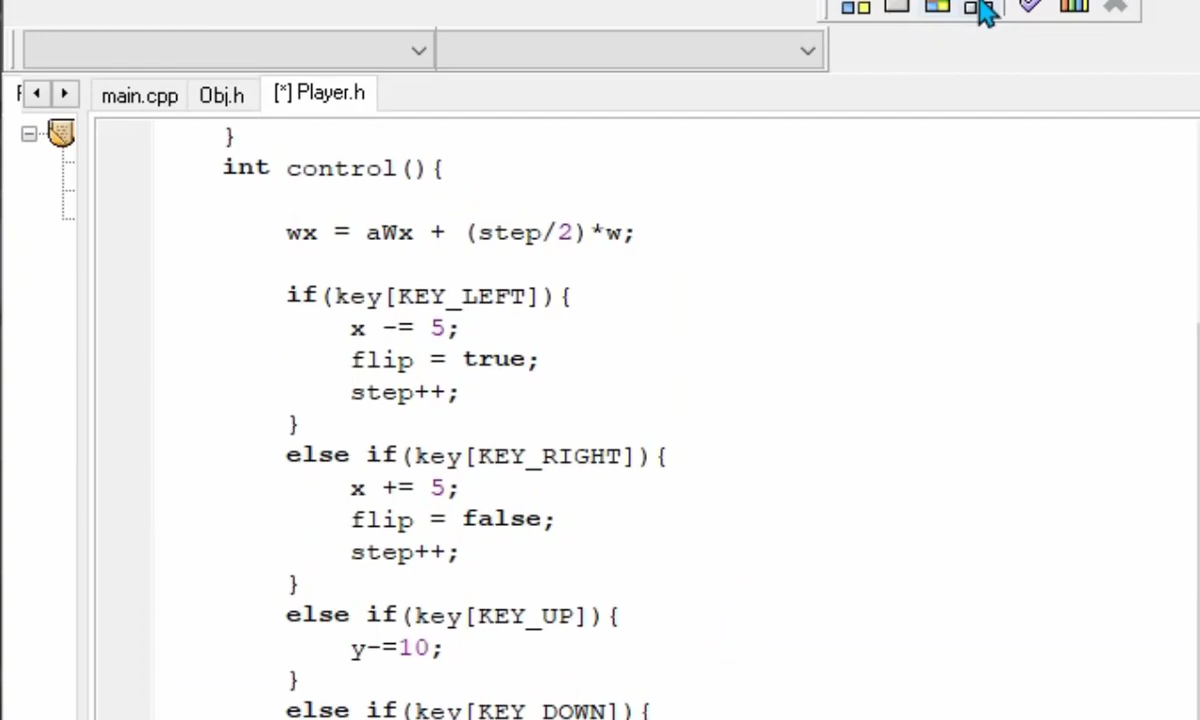 main.cpp
Obj.h
[*] Player.h
}
int control(){
wx = aWx + (step/2)*w;
if(key[KEY_LEFT]){
x -= 5;
flip = true;
step++;
}
else if(key[KEY_RIGHT]){
x += 5;
flip = false;
step++;
}
else if(key[KEY_UP]){
y-=10;
}
else if(key[KEY_DOWN]){